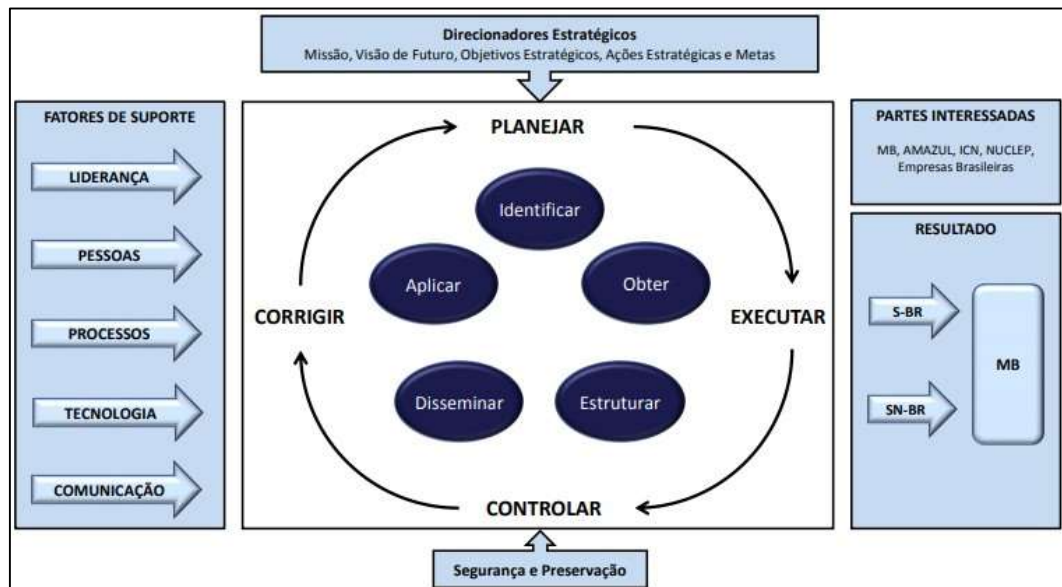 Direcionadores Estratégicos
Missão, Visão de Futuro, Objetivos Estratégicos, Ações Estratégicas e Metas
FATORES DE SUPORTE
LIDERANÇA
PESSOAS
PROCESSOS
TECNOLOGIA
COMUNICAÇÃO
PLANEJAR
Identificar
Aplicar
Obter
CORRIGIR
EXECUTAR
Disseminar
Estruturar
CONTROLAR
Segurança e Preservação
PARTES INTERESSADAS
MB, AMAZUL, ICN, NUCLEP,
Empresas Brasileiras
RESULTADO
S-BR
MB
SN-BR